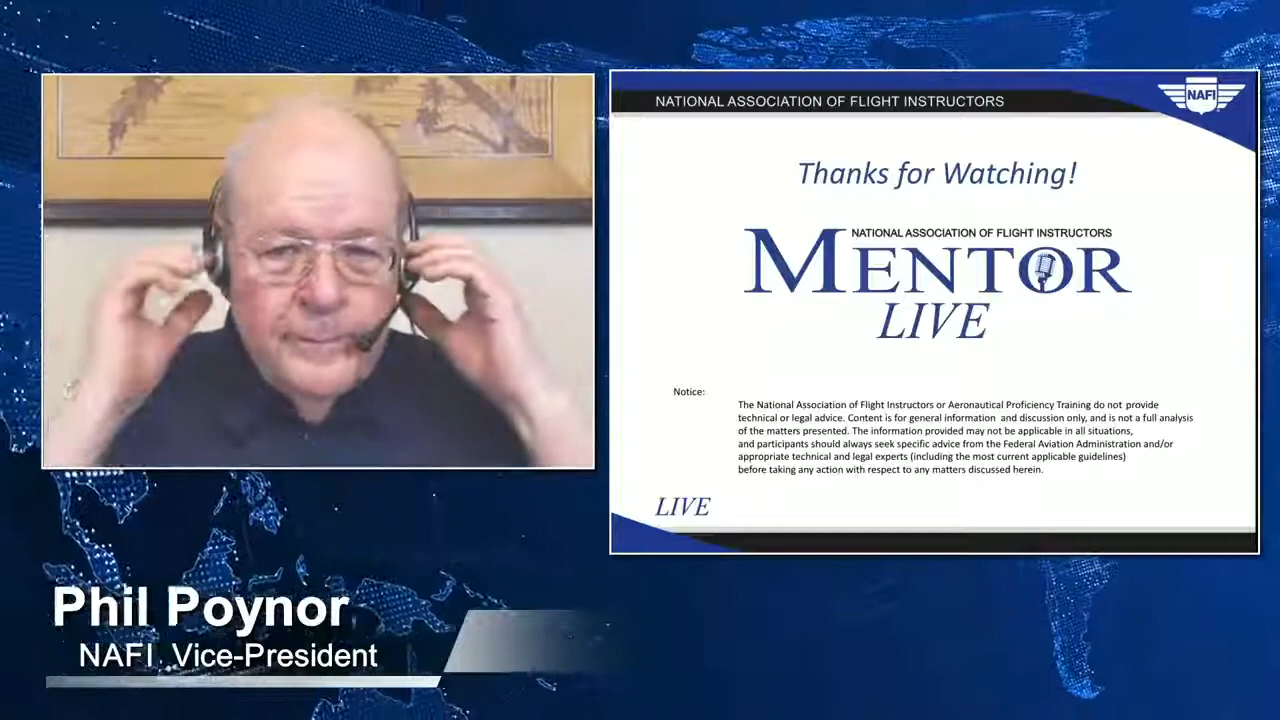 NATIONAL ASSOCIATION OF FLIGHT INSTRUCTORS
NAFI
Thanks for Watching!
NATIONAL ASSOCIATION OF FLIGHT INSTRUCTORS
MENTOR
LIVE
Notice:
The National Association of Flight Instructors or Aeronautical Proficiency Training do not provide
technical or legal advice. Content is for general information and discussion only, and is not a full analysis
of the matters presented. The information provided may not be applicable in all situations,
and participants should always seek specific advice from the Federal Aviation Administration and/or
appropriate technical and legal experts (including the most current applicable guidelines)
before taking any action with respect to any matters discussed herein.
LIVE
Phil Poynor
NAFI Vice-President